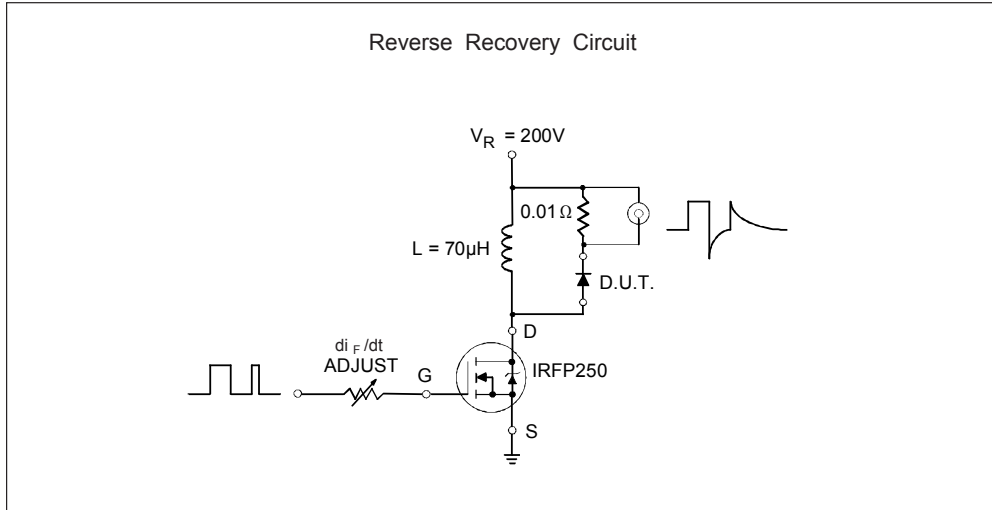 Reverse Recovery Circuit
V_R = 200V
0.01 Ω
L = 70µH
D.U.T.
D
di_F/dt
ADJUST
G
IRFP250
S